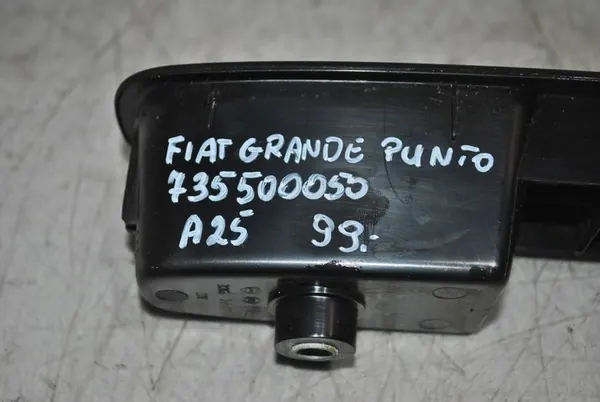 FIAT GRANDE PUNTO
735500050
A25 99.-